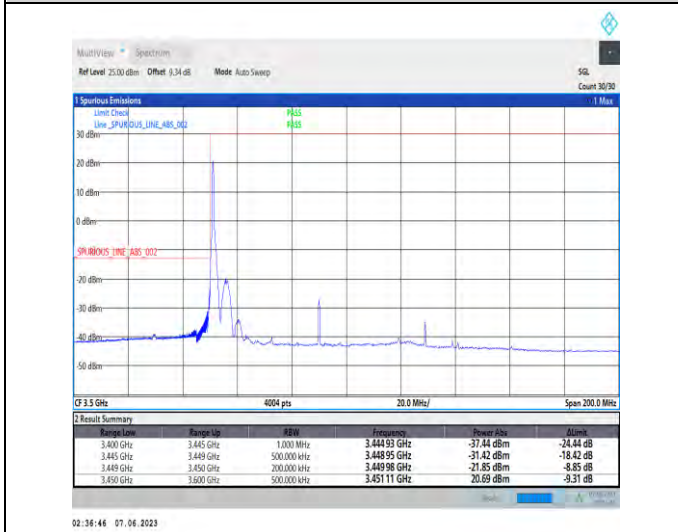 MultiView Spectrum
Ref Level 25.00 dBm Offset 9.34 dB Mode Auto Sweep SGL
Count 30/30
1 Spurious Emissions 1 Max
Limit Check PASS
Line _SPURIOUS_LINE_ABS_002 PASS
30 dBm
20 dBm
10 dBm
0 dBm
_SPURIOUS_LINE_ABS_002
-20 dBm
-30 dBm
-40 dBm
-50 dBm
CF 3.5 GHz 4004 pts 20.0 MHz/ Span 200.0 MHz
2 Result Summary
Range Low Range Up RBW Frequency Power Abs ΔLimit
3.400 GHz 3.445 GHz 1.000 MHz 3.444 93 GHz -37.44 dBm -24.44 dB
3.445 GHz 3.449 GHz 500.000 kHz 3.448 95 GHz -31.42 dBm -18.42 dB
3.449 GHz 3.450 GHz 200.000 kHz 3.449 98 GHz -21.85 dBm -8.85 dB
3.450 GHz 3.600 GHz 500.000 kHz 3.451 11 GHz 20.69 dBm -9.31 dB
02:36:46 07.06.2023